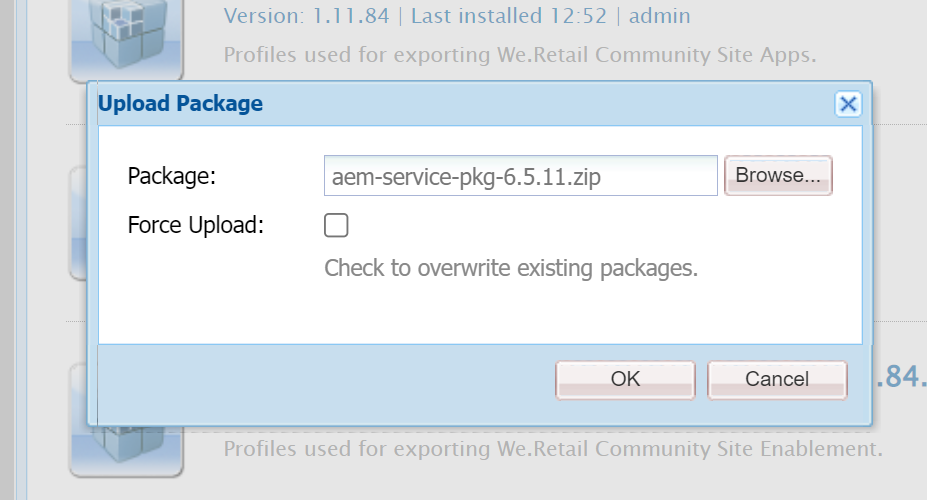 Version: 1.11.84 | Last installed 12:52 | admin
Profiles used for exporting We.Retail Community Site Apps.
Upload Package
Package:
aem-service-pkg-6.5.11.zip
Browse...
Force Upload:
Check to overwrite existing packages.
OK
Cancel
.84.
Profiles used for exporting We.Retail Community Site Enablement.